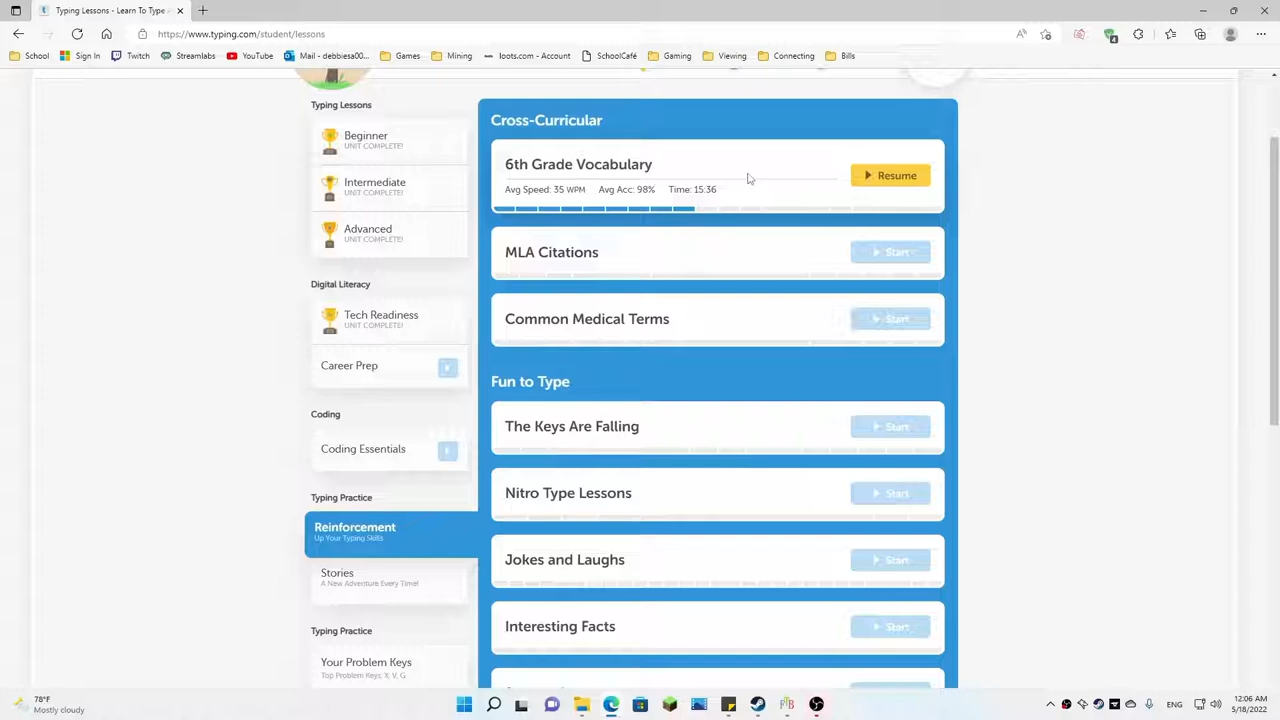 Typing Lessons - Learn To Type -
https://www.typing.com/student/lessons
School
Sign In
Twitch
Streamlabs
YouTube
Mail - debbiesa00...
Games
Mining
loots.com - Account
SchoolCafé
Gaming
Viewing
Connecting
Bills
Typing Lessons
Beginner
UNIT COMPLETE!
Intermediate
UNIT COMPLETE!
Advanced
UNIT COMPLETE!
Digital Literacy
Tech Readiness
UNIT COMPLETE!
Career Prep
Coding
Coding Essentials
Typing Practice
Reinforcement
Up Your Typing Skills
Stories
A New Adventure Every Time!
Typing Practice
Your Problem Keys
Top Problem Keys: X, V, G
Cross-Curricular
6th Grade Vocabulary
Avg Speed: 35 WPM Avg Acc: 98% Time: 15:36
Resume
MLA Citations
Start
Common Medical Terms
Start
Fun to Type
The Keys Are Falling
Start
Nitro Type Lessons
Start
Jokes and Laughs
Start
Interesting Facts
Start
78°F
Mostly cloudy
ENG
12:06 AM
5/18/2022